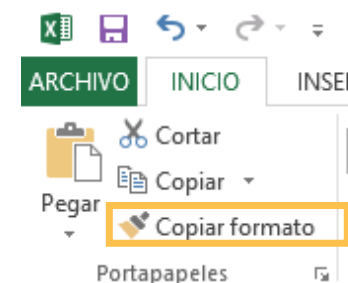 ARCHIVO INICIO INSE
Cortar
Copiar
Pegar
Copiar formato
Portapapeles